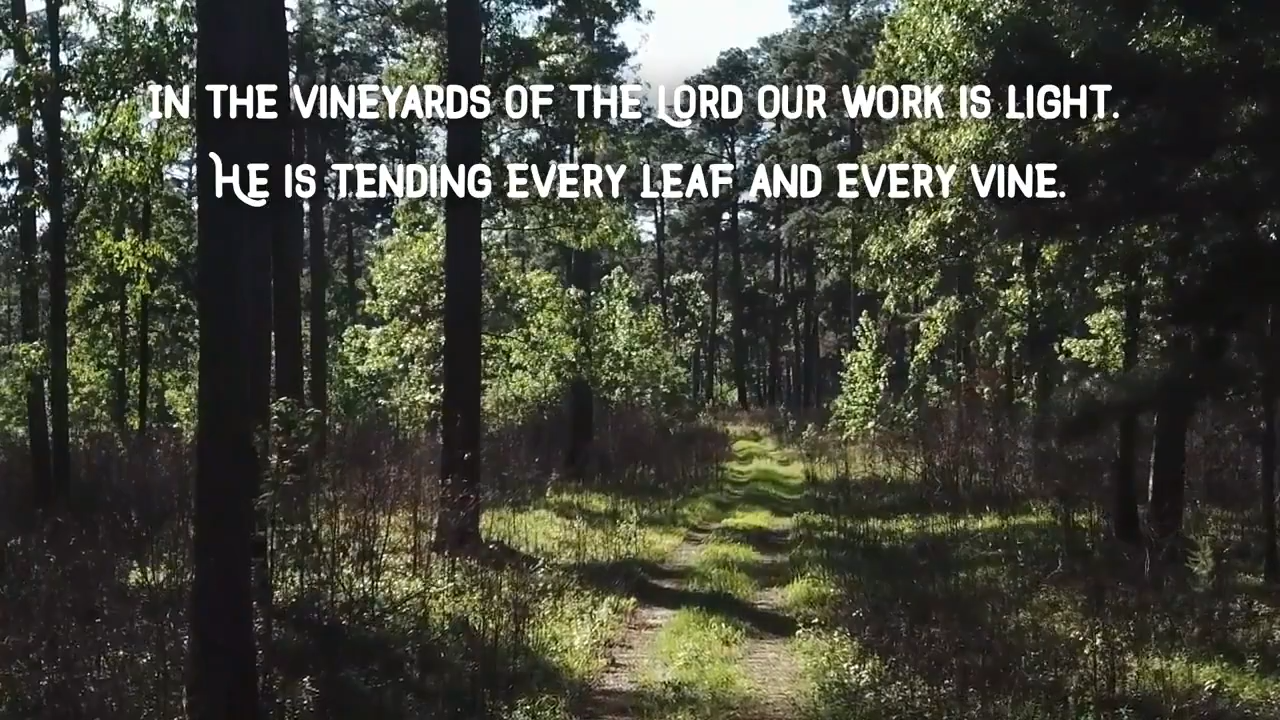 IN THE VINEYARDS OF THE LORD OUR WORK IS LIGHT.
HE IS TENDING EVERY LEAF AND EVERY VINE.